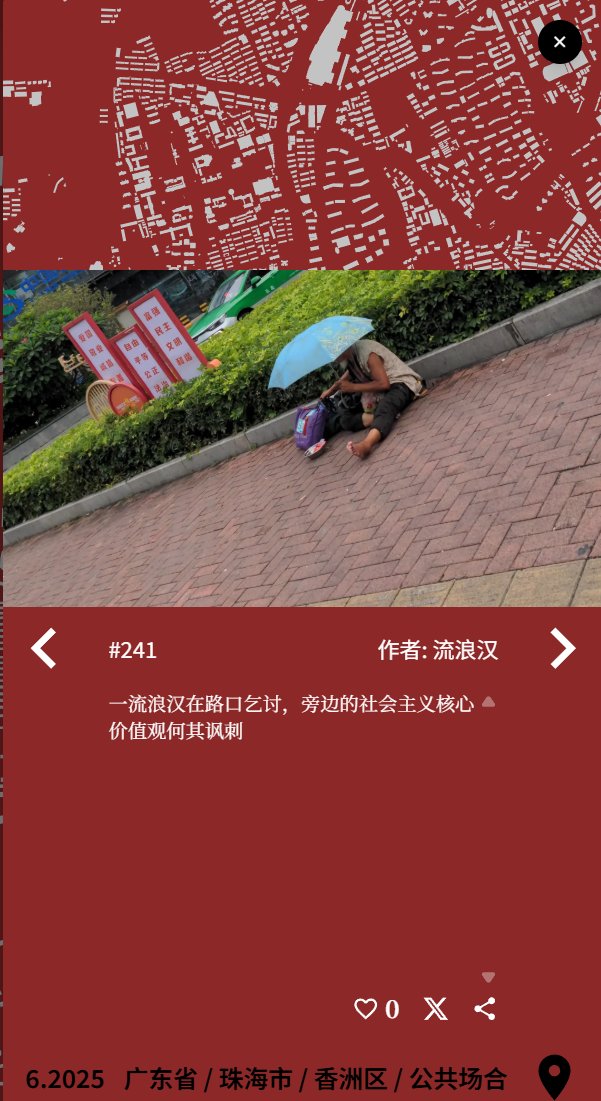 富强
民主
文明
和谐
自由
平等
公正
法治
爱国
敬业
诚信
友善
#241
作者: 流浪汉
一流浪汉在路口乞讨，旁边的社会主义核心
价值观何其讽刺
0
6.2025 广东省 / 珠海市 / 香洲区 / 公共场合